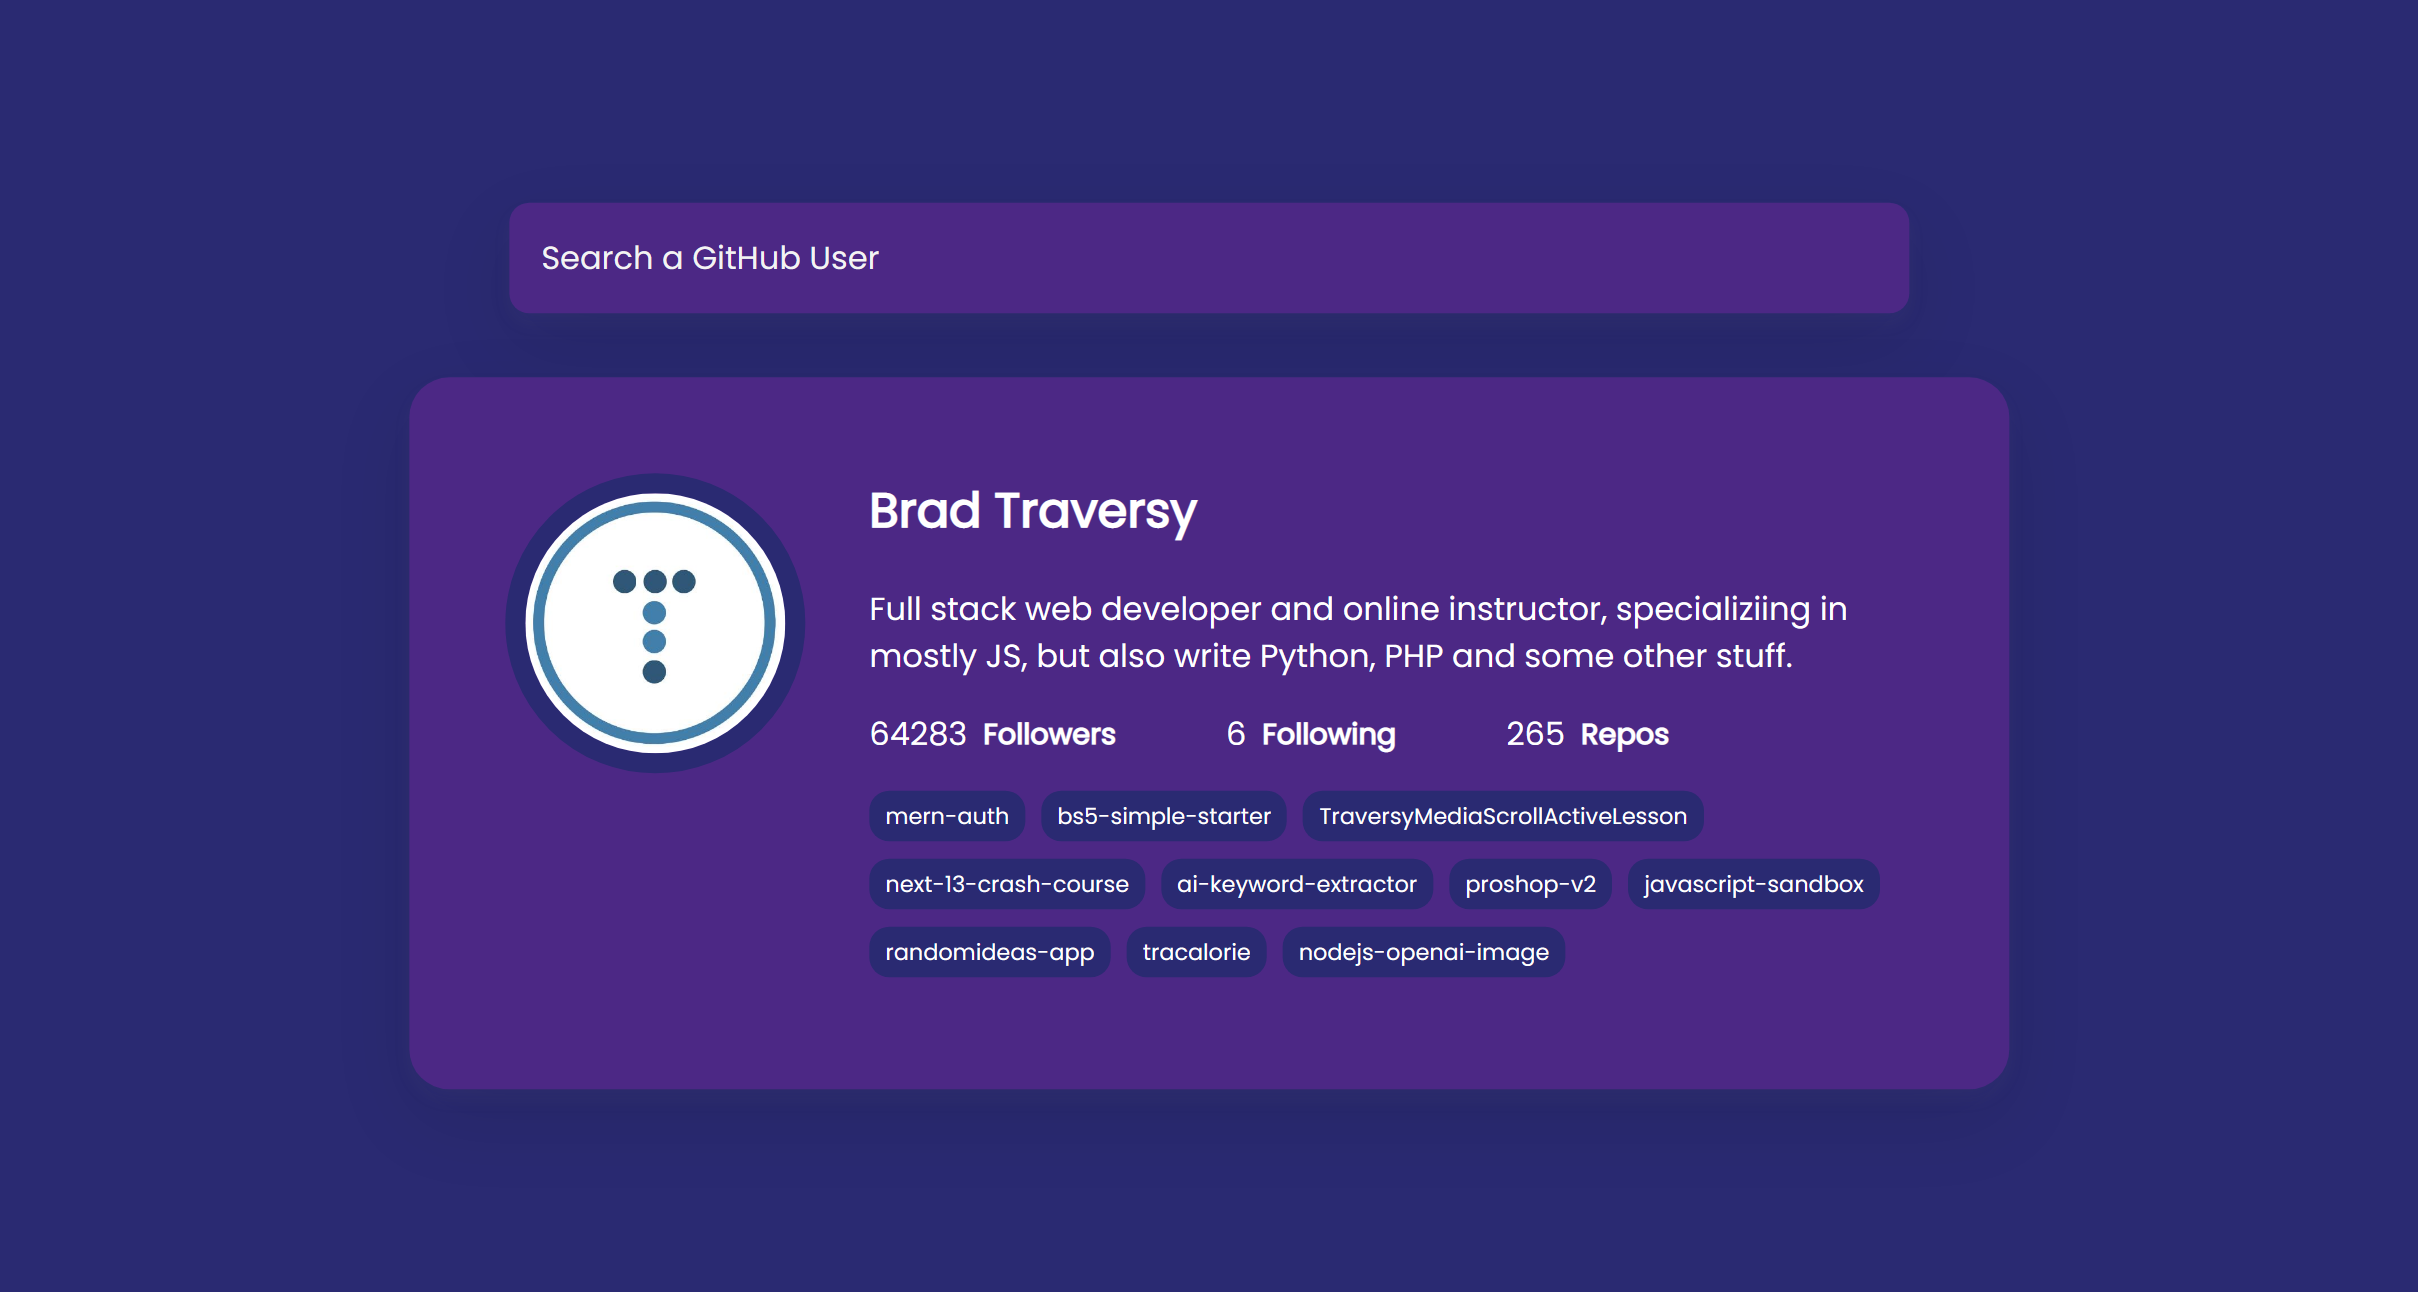 Search a GitHub User
Brad Traversy
Full stack web developer and online instructor, specializiing in
mostly JS, but also write Python, PHP and some other stuff.
64283 Followers 6 Following 265 Repos
mern-auth bs5-simple-starter TraversyMediaScrollActiveLesson
next-13-crash-course ai-keyword-extractor proshop-v2 javascript-sandbox
randomideas-app tracalorie nodejs-openai-image